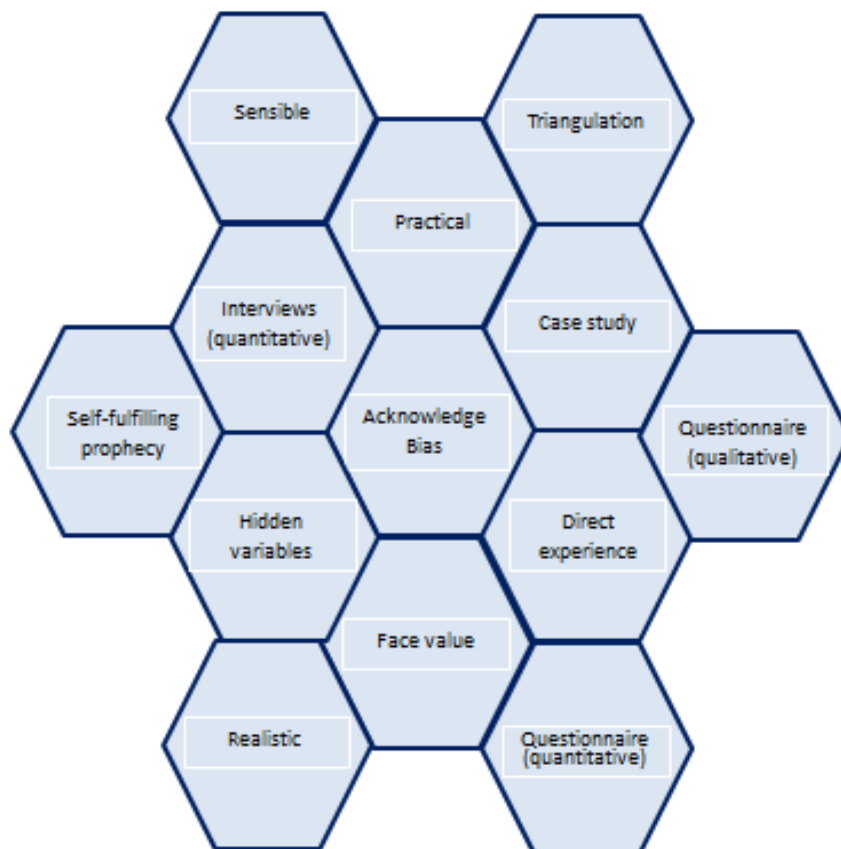 Sensible
Triangulation
Practical
Interviews
(quantitative)
Case study
Self-fulfilling
prophecy
Acknowledge
Bias
Questionnaire
(qualitative)
Hidden
variables
Direct
experience
Face value
Realistic
Questionnaire
(quantitative)